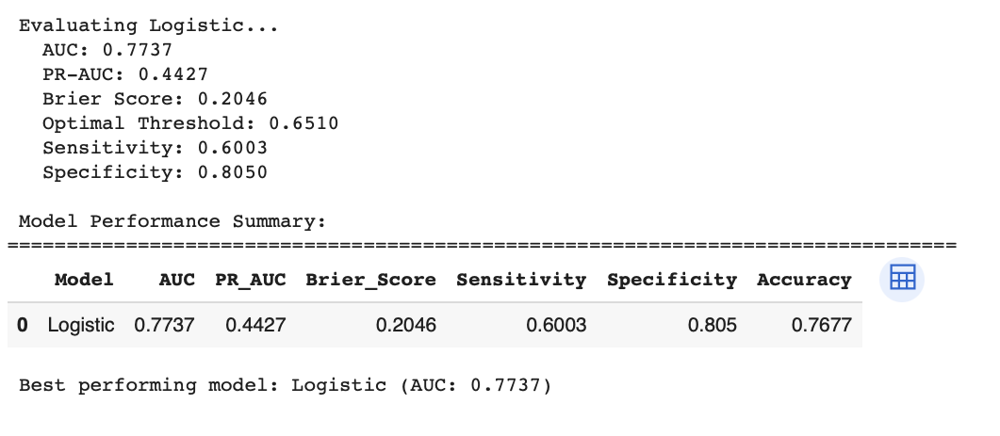 Evaluating Logistic...
AUC: 0.7737
PR-AUC: 0.4427
Brier Score: 0.2046
Optimal Threshold: 0.6510
Sensitivity: 0.6003
Specificity: 0.8050
Model Performance Summary:
================================================================================
Model AUC PR_AUC Brier_Score Sensitivity Specificity Accuracy
0 Logistic 0.7737 0.4427 0.2046 0.6003 0.805 0.7677
Best performing model: Logistic (AUC: 0.7737)